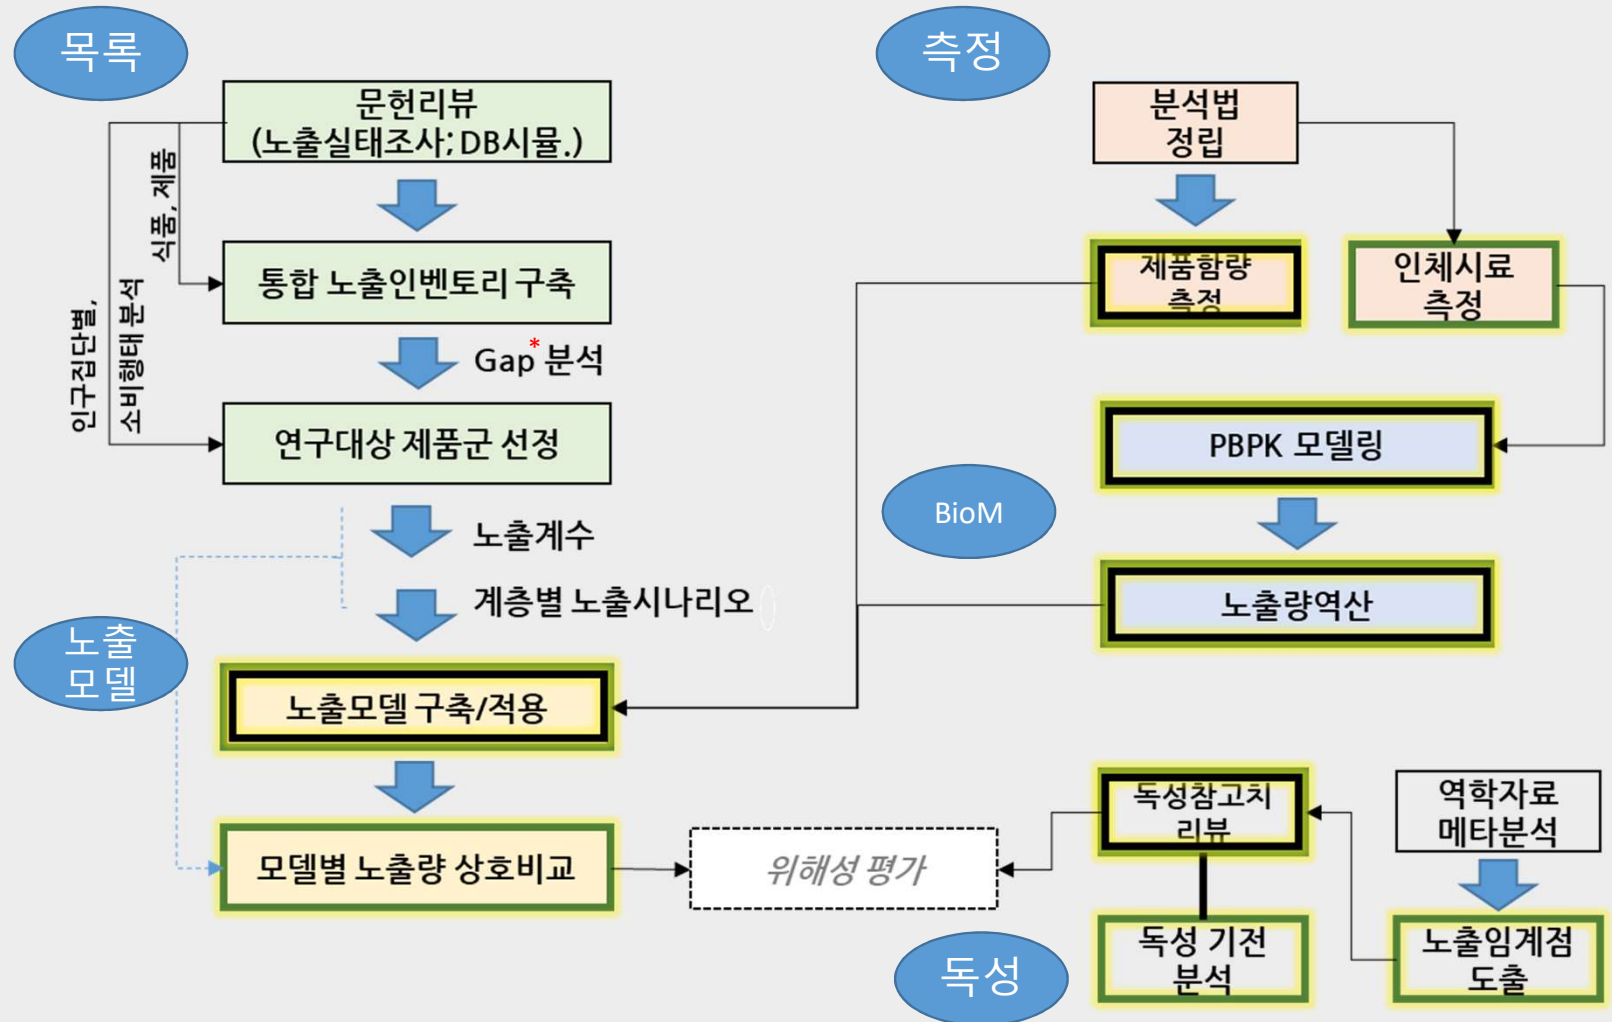 목록
문헌리뷰
(노출실태조사; DB시뮬.)
식품, 제품
인구집단별,
소비행태 분석
통합 노출인벤토리 구축
Gap* 분석
연구대상 제품군 선정
노출계수
계층별 노출시나리오
노출
모델
노출모델 구축/적용
모델별 노출량 상호비교
위해성 평가
측정
분석법
정립
제품함량
측정
인체시료
측정
PBPK 모델링
BioM
노출량역산
독성참고치
리뷰
역학자료
메타분석
독성 기전
분석
노출임계점
도출
독성